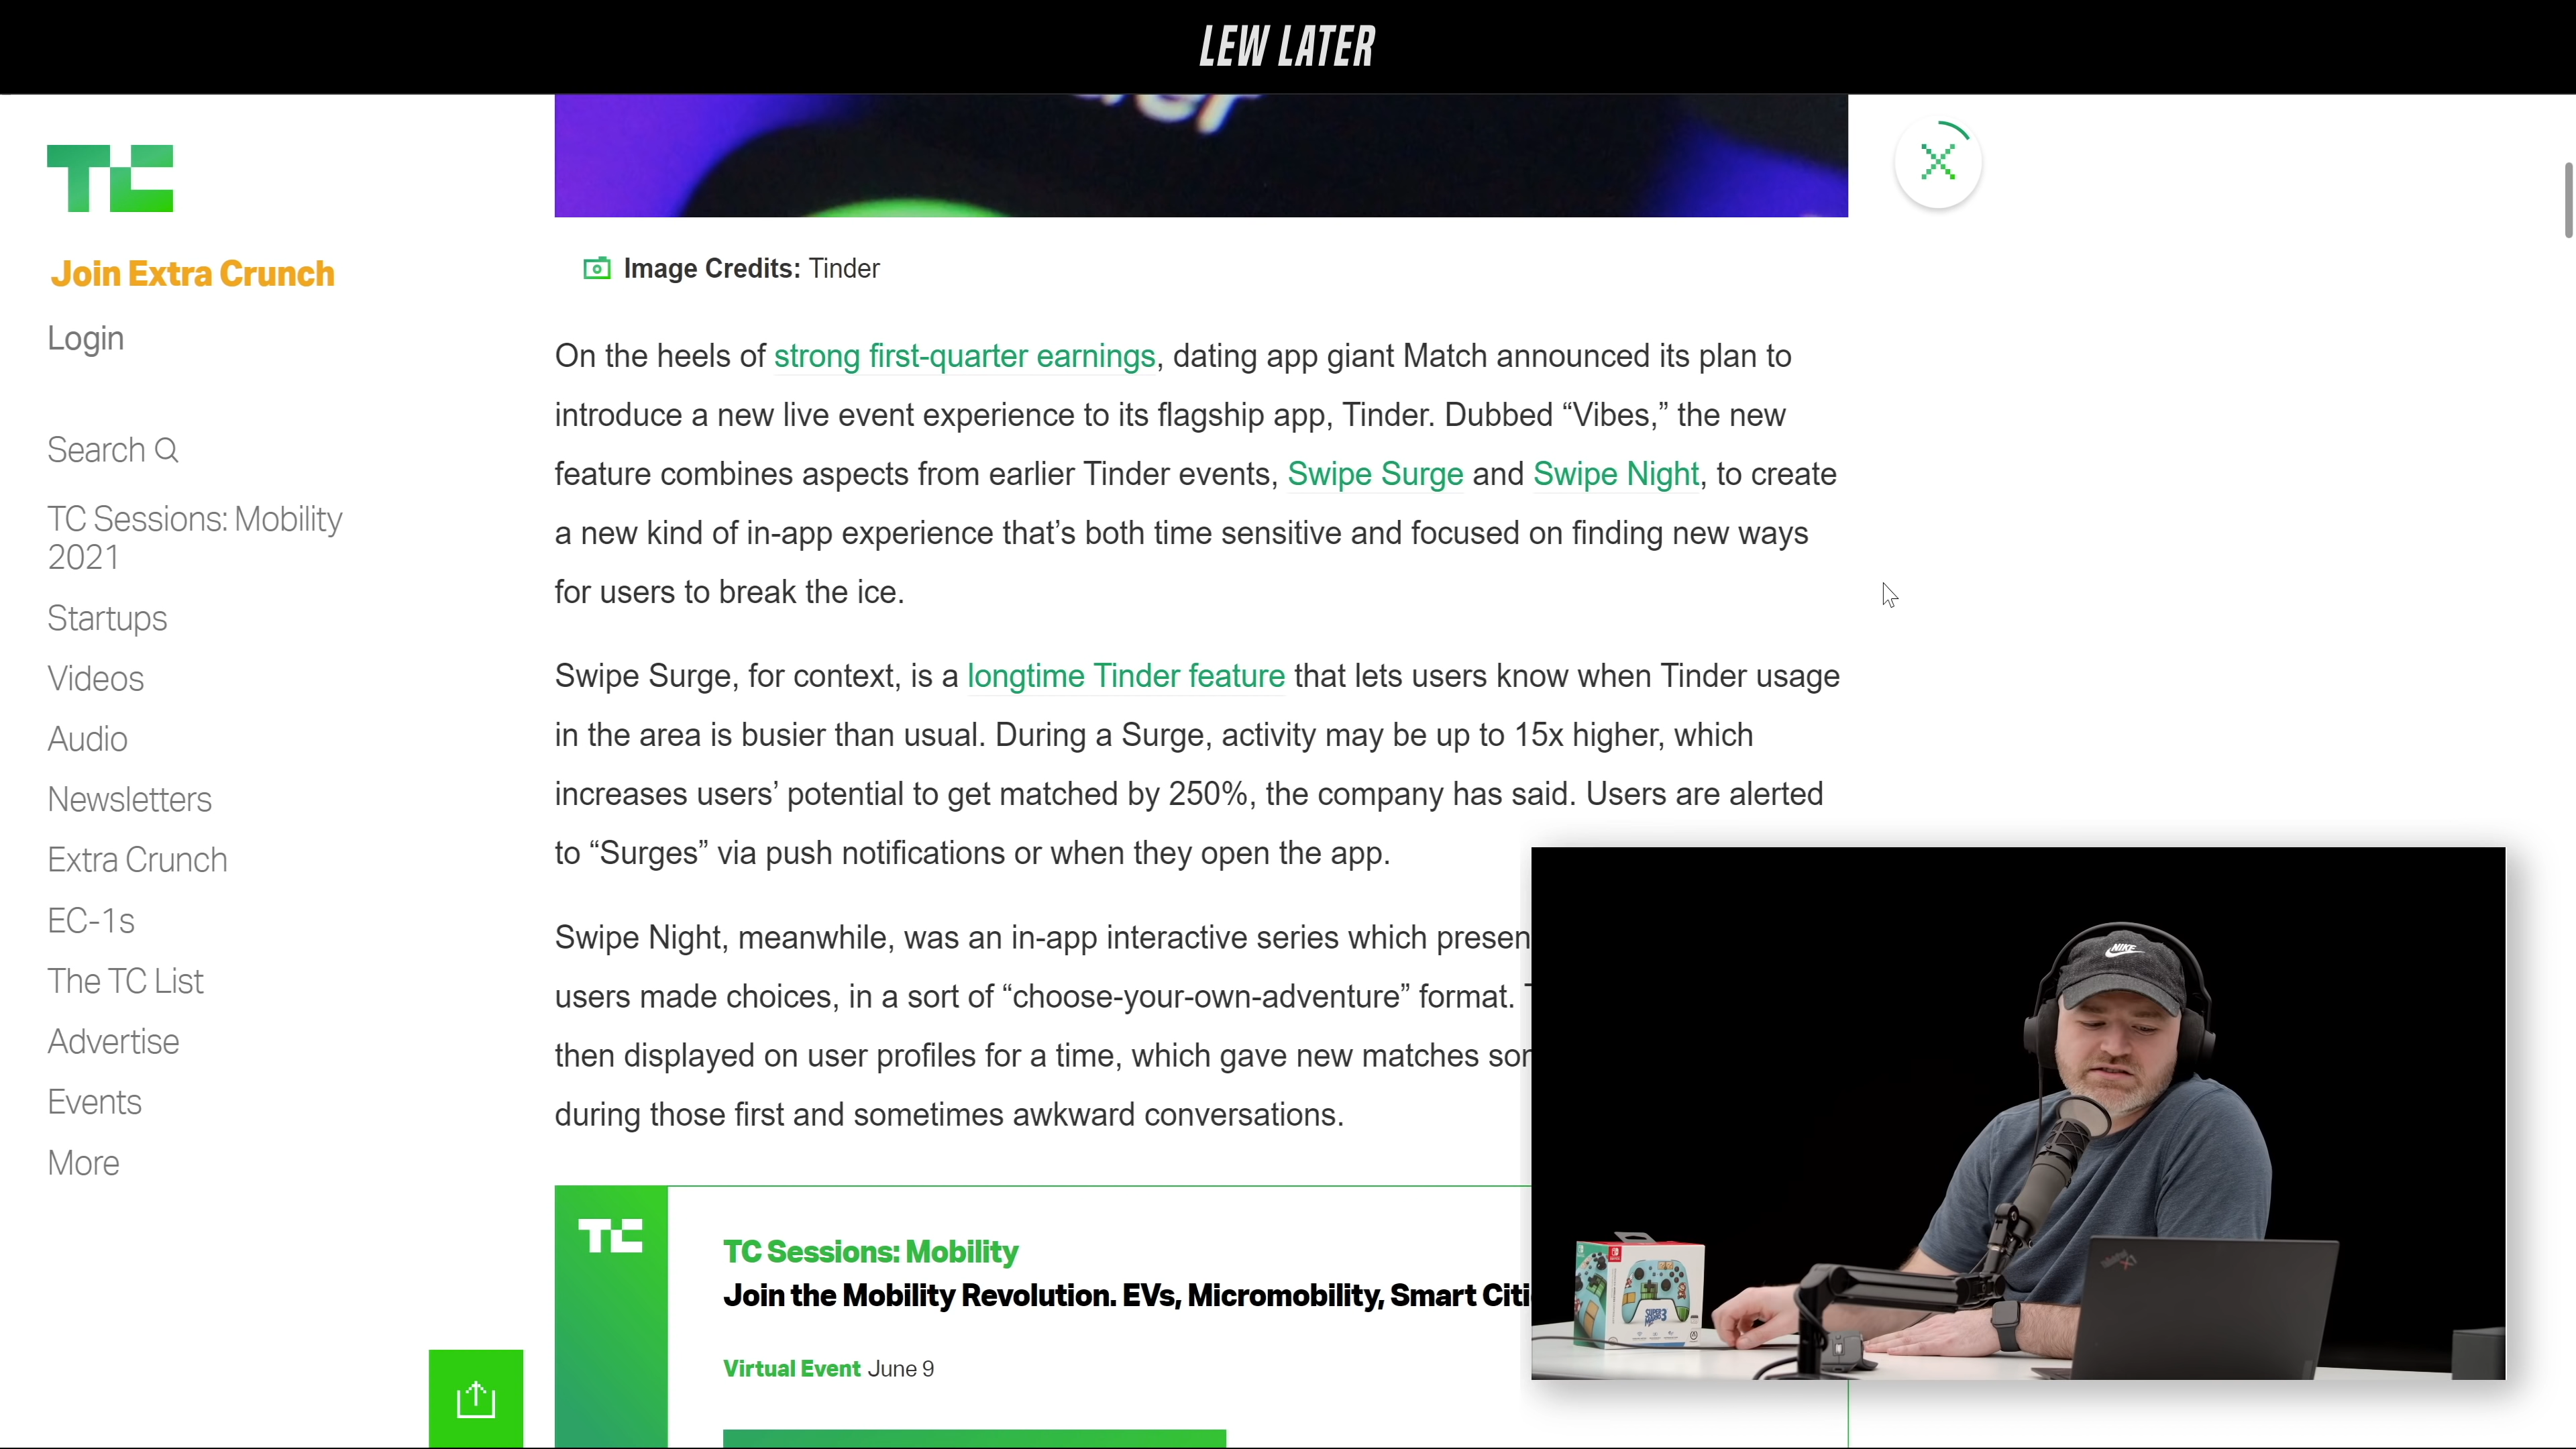 LEW LATER
TC
Join Extra Crunch
Login
Search
TC Sessions: Mobility
2021
Startups
Videos
Audio
Newsletters
Extra Crunch
EC-1s
The TC List
Advertise
Events
More
Image Credits: Tinder
On the heels of strong first-quarter earnings, dating app giant Match announced its plan to
introduce a new live event experience to its flagship app, Tinder. Dubbed “Vibes,” the new
feature combines aspects from earlier Tinder events, Swipe Surge and Swipe Night, to create
a new kind of in-app experience that’s both time sensitive and focused on finding new ways
for users to break the ice.
Swipe Surge, for context, is a longtime Tinder feature that lets users know when Tinder usage
in the area is busier than usual. During a Surge, activity may be up to 15x higher, which
increases users’ potential to get matched by 250%, the company has said. Users are alerted
to “Surges” via push notifications or when they open the app.
Swipe Night, meanwhile, was an in-app interactive series which presen
users made choices, in a sort of “choose-your-own-adventure” format.
then displayed on user profiles for a time, which gave new matches
during those first and sometimes awkward conversations.
TC
TC Sessions: Mobility
Join the Mobility Revolution. EVs, Micromobility, Smart Citi
Virtual Event June 9
NIKE
SUPER
3